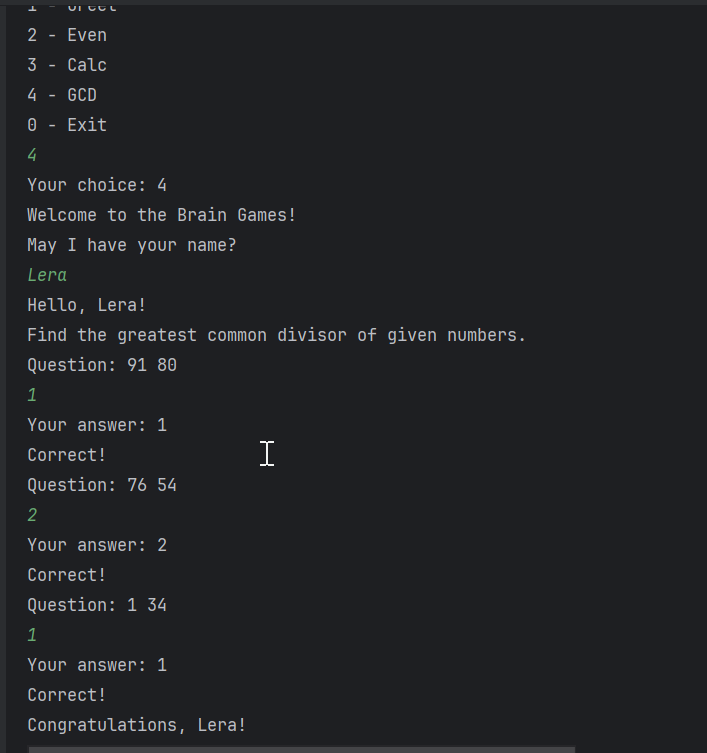 1 - Greet
2 - Even
3 - Calc
4 - GCD
0 - Exit
4
Your choice: 4
Welcome to the Brain Games!
May I have your name?
Lera
Hello, Lera!
Find the greatest common divisor of given numbers.
Question: 91 80
1
Your answer: 1
Correct!
Question: 76 54
2
Your answer: 2
Correct!
Question: 1 34
1
Your answer: 1
Correct!
Congratulations, Lera!